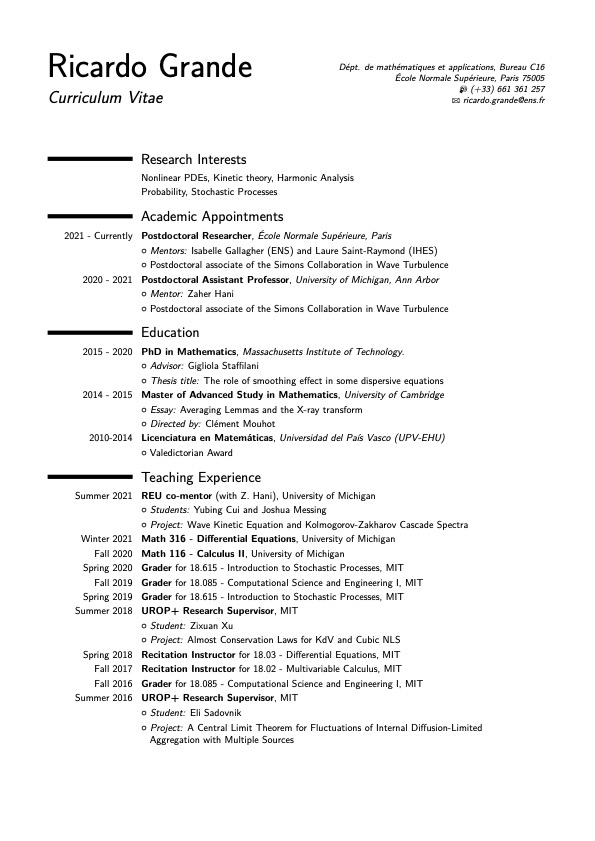 Ricardo Grande
Curriculum Vitae
Dépt. de mathématiques et applications, Bureau C16
École Normale Supérieure, Paris 75005
(+33) 661 361 257
ricardo.grande@ens.fr
Research Interests
Nonlinear PDEs, Kinetic theory, Harmonic Analysis
Probability, Stochastic Processes
Academic Appointments
2021 - Currently Postdoctoral Researcher, École Normale Supérieure, Paris
○ Mentors: Isabelle Gallagher (ENS) and Laure Saint-Raymond (IHES)
○ Postdoctoral associate of the Simons Collaboration in Wave Turbulence
2020 - 2021 Postdoctoral Assistant Professor, University of Michigan, Ann Arbor
○ Mentor: Zaher Hani
○ Postdoctoral associate of the Simons Collaboration in Wave Turbulence
Education
2015 - 2020 PhD in Mathematics, Massachusetts Institute of Technology.
○ Advisor: Gigliola Staffilani
○ Thesis title: The role of smoothing effect in some dispersive equations
2014 - 2015 Master of Advanced Study in Mathematics, University of Cambridge
○ Essay: Averaging Lemmas and the X-ray transform
○ Directed by: Clément Mouhot
2010-2014 Licenciatura en Matemáticas, Universidad del País Vasco (UPV-EHU)
○ Valedictorian Award
Teaching Experience
Summer 2021 REU co-mentor (with Z. Hani), University of Michigan
○ Students: Yubing Cui and Joshua Messing
○ Project: Wave Kinetic Equation and Kolmogorov-Zakharov Cascade Spectra
Winter 2021 Math 316 - Differential Equations, University of Michigan
Fall 2020 Math 116 - Calculus II, University of Michigan
Spring 2020 Grader for 18.615 - Introduction to Stochastic Processes, MIT
Fall 2019 Grader for 18.085 - Computational Science and Engineering I, MIT
Spring 2019 Grader for 18.615 - Introduction to Stochastic Processes, MIT
Summer 2018 UROP+ Research Supervisor, MIT
○ Student: Zixuan Xu
○ Project: Almost Conservation Laws for KdV and Cubic NLS
Spring 2018 Recitation Instructor for 18.03 - Differential Equations, MIT
Fall 2017 Recitation Instructor for 18.02 - Multivariable Calculus, MIT
Fall 2016 Grader for 18.085 - Computational Science and Engineering I, MIT
Summer 2016 UROP+ Research Supervisor, MIT
○ Student: Eli Sadovnik
○ Project: A Central Limit Theorem for Fluctuations of Internal Diffusion-Limited
Aggregation with Multiple Sources